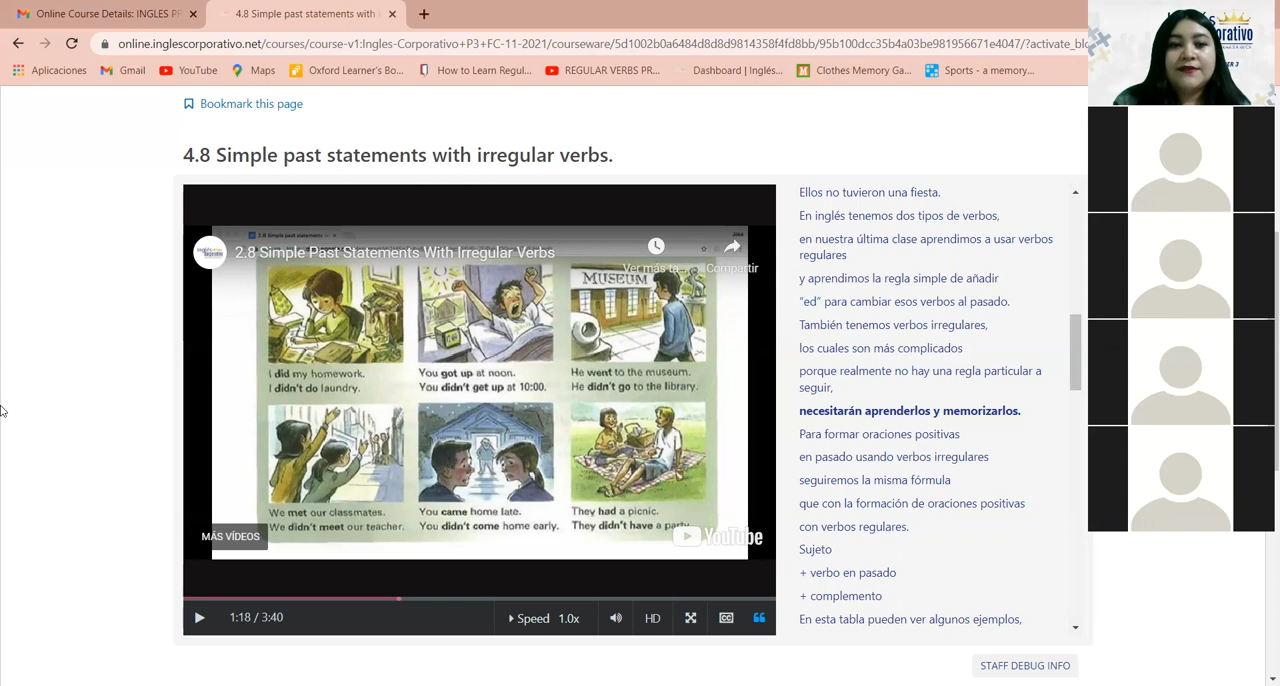 Online Course Details: INGLES PR
4.8 Simple past statements with i
online.inglescorporativo.net/courses/course-v1:Ingles-Corporativo+P3+FC-11-2021/courseware/5d1002b0a6484d8d8d9814358f4fd8bb/95b100dcc35b4a03be981956671e4047/?activate_blo
Aplicaciones
Gmail
YouTube
Maps
Oxford Learner's Bo...
How to Learn Regul...
REGULAR VERBS PR...
Dashboard | Inglés...
Clothes Memory Ga...
Sports - a memory...
Bookmark this page
4.8 Simple past statements with irregular verbs.
2.8 Simple Past Statements With Irregular Verbs
Compartir
MUSEUM
I did my homework.
I didn't do laundry.
You got up at noon.
You didn't get up at 10:00.
He went to the museum.
He didn't go to the library.
We met our classmates.
We didn't meet our teacher.
You came home late.
You didn't come home early.
They had a picnic.
They didn't have a party.
MÁS VÍDEOS
YouTube
1:18 / 3:40
Speed 1.0x
HD
Ellos no tuvieron una fiesta.
En inglés tenemos dos tipos de verbos,
en nuestra última clase aprendimos a usar verbos
regulares
y aprendimos la regla simple de añadir
“ed” para cambiar esos verbos al pasado.
También tenemos verbos irregulares,
los cuales son más complicados
porque realmente no hay una regla particular a
seguir,
necesitarán aprenderlos y memorizarlos.
Para formar oraciones positivas
en pasado usando verbos irregulares
seguiremos la misma fórmula
que con la formación de oraciones positivas
con verbos regulares.
Sujeto
+ verbo en pasado
+ complemento
En esta tabla pueden ver algunos ejemplos,
STAFF DEBUG INFO